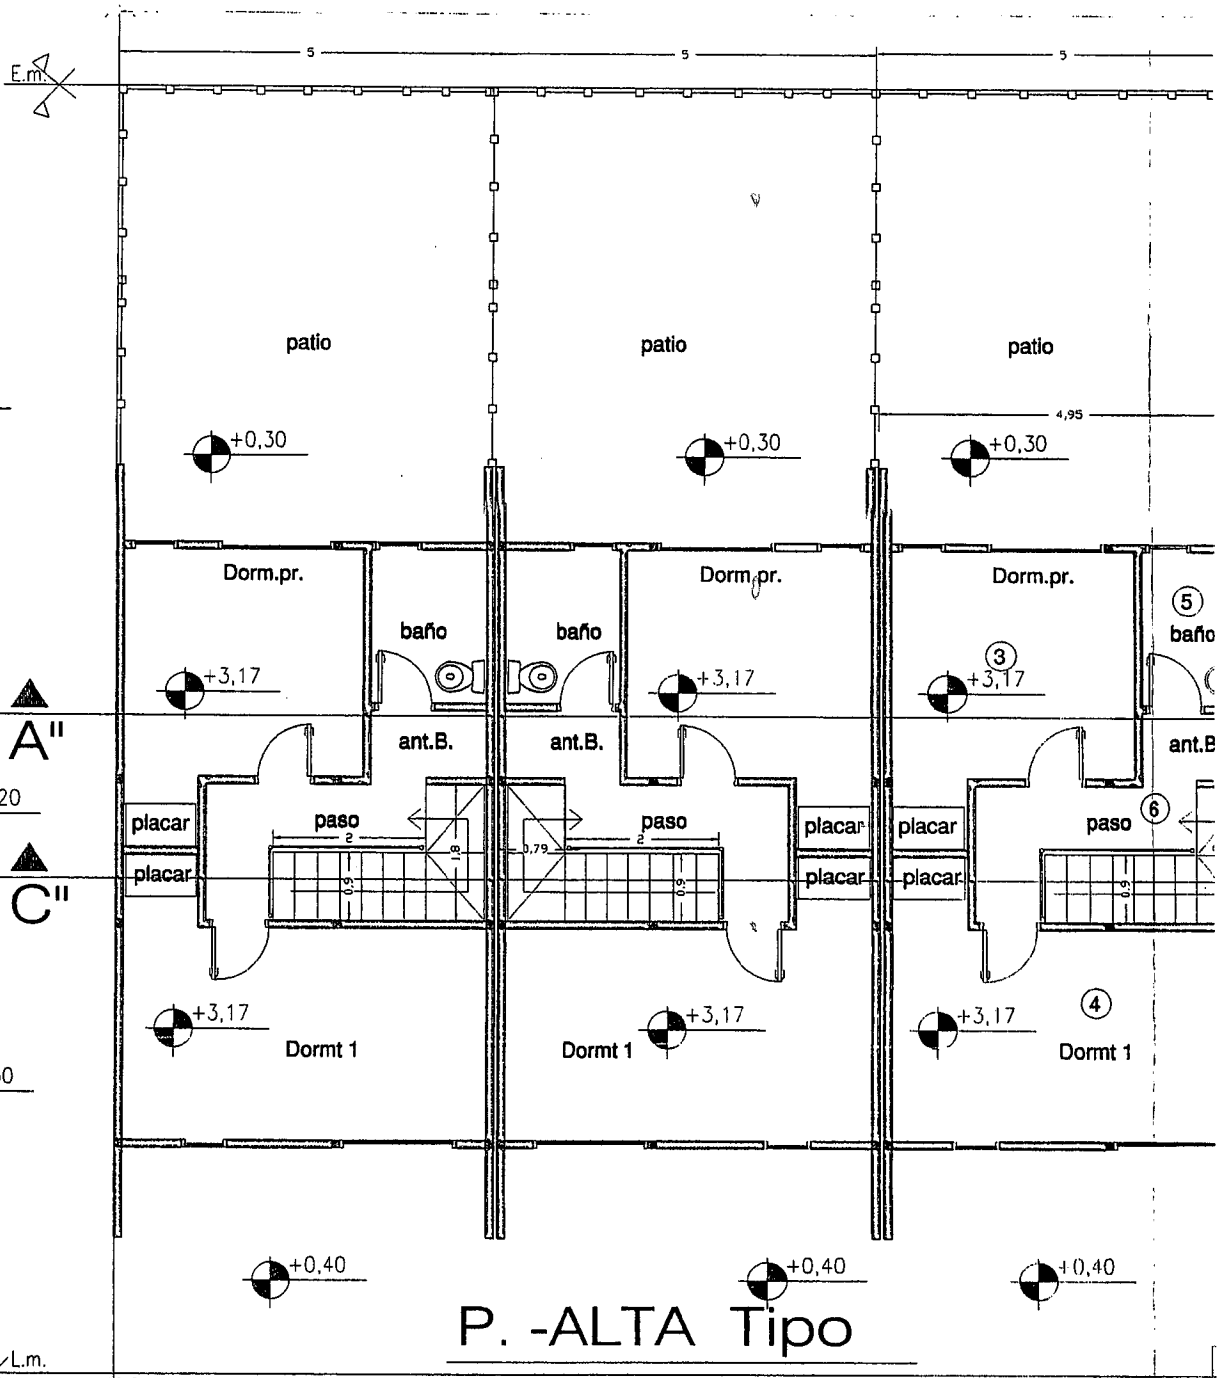 5 5 5
E.m.
patio patio patio
4,95
+0,30 +0,30 +0,30
Dorm.pr. Dorm.pr. Dorm.pr.
5
baño baño baño
3
+3,17 +3,17 +3,17
A"
ant.B. ant.B. ant.B
20
6
placar paso paso placar placar paso
2 2
1,8 0,79
placar placar placar
0,9 0,9 0,9
C"
4
+3,17 +3,17 +3,17
Dormt 1 Dormt 1 Dormt 1
+0,40 +0,40 +0,40
P. -ALTA Tipo
L.m.